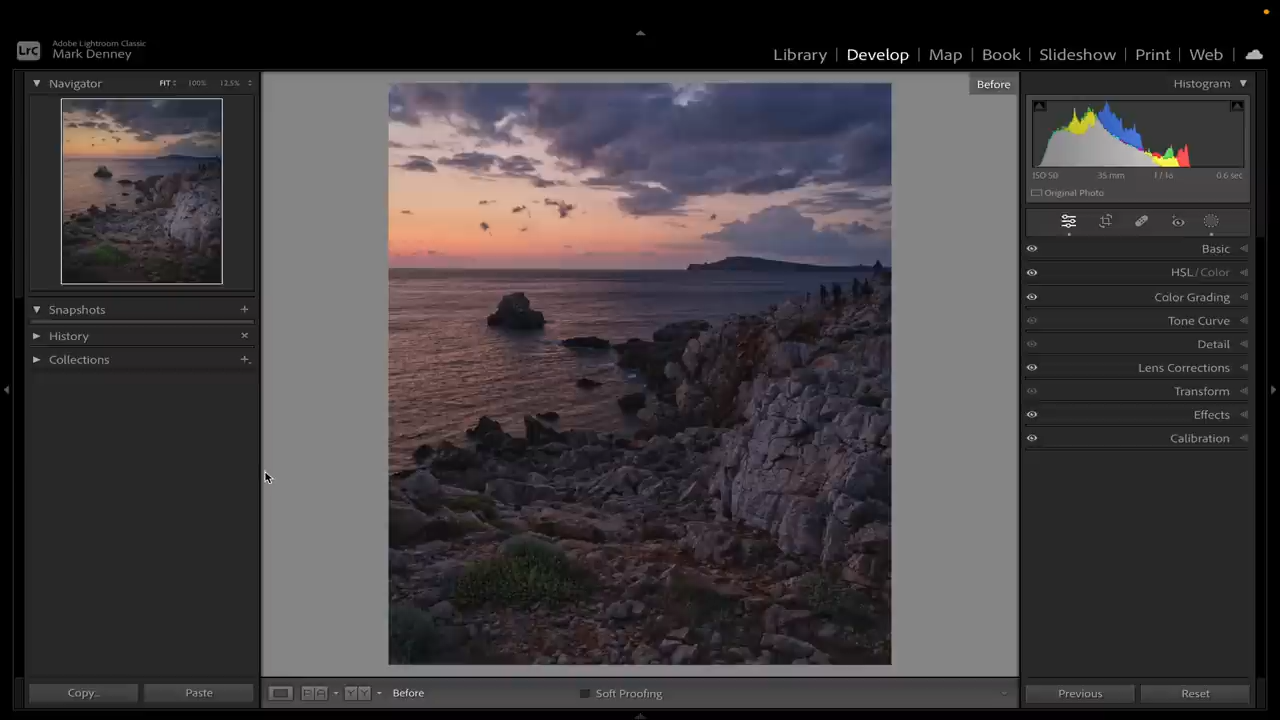 LrC
Adobe Lightroom Classic
Mark Denney
Library | Develop | Map | Book | Slideshow | Print | Web
Navigator FIT 100% 12.5%
Snapshots
History
Collections
Copy... Paste
Before
Before Soft Proofing
Histogram
ISO 50 35 mm f / 16 0.6 sec
Original Photo
Basic
HSL / Color
Color Grading
Tone Curve
Detail
Lens Corrections
Transform
Effects
Calibration
Previous Reset